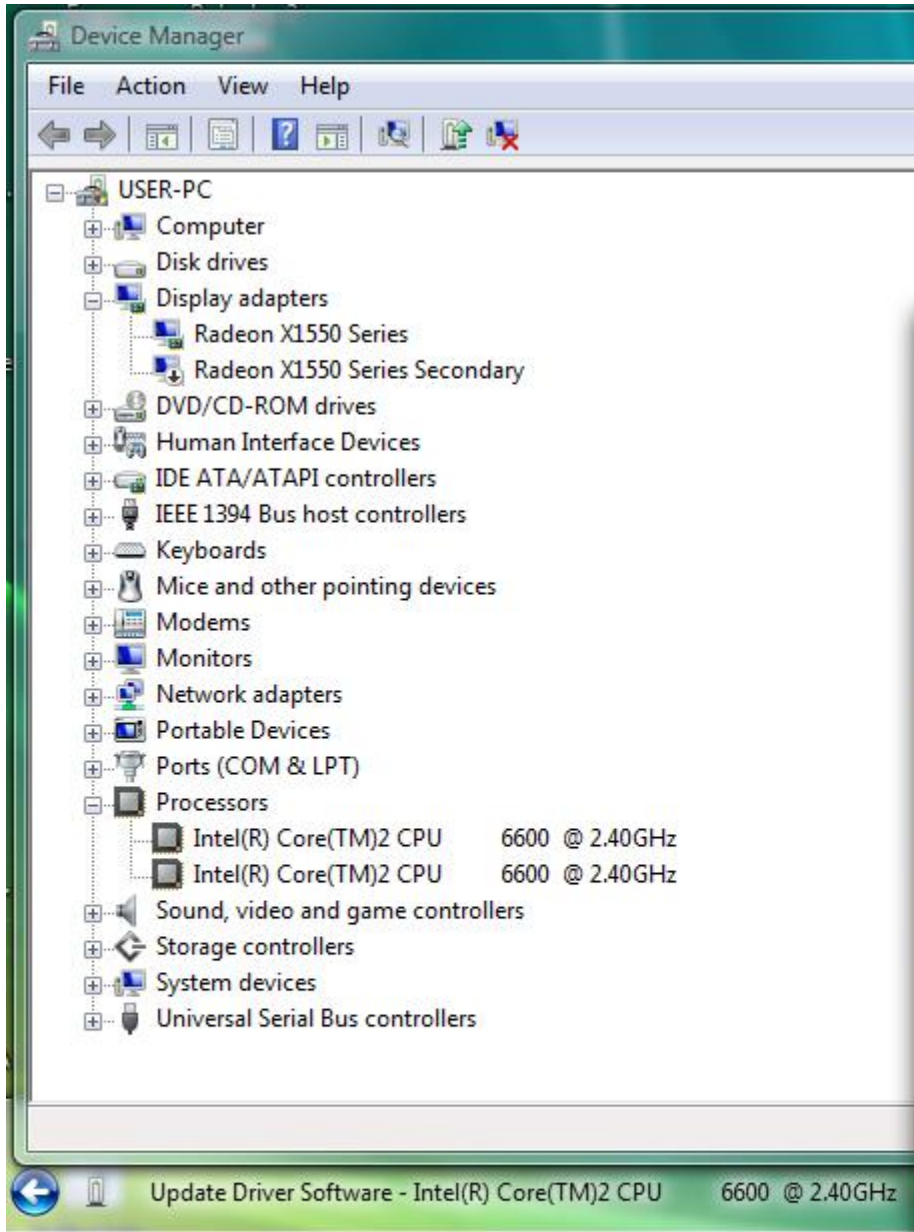 Device Manager
File Action View Help
USER-PC
Computer
Disk drives
Display adapters
Radeon X1550 Series
Radeon X1550 Series Secondary
DVD/CD-ROM drives
Human Interface Devices
IDE ATA/ATAPI controllers
IEEE 1394 Bus host controllers
Keyboards
Mice and other pointing devices
Modems
Monitors
Network adapters
Portable Devices
Ports (COM & LPT)
Processors
Intel(R) Core(TM)2 CPU 6600 @ 2.40GHz
Intel(R) Core(TM)2 CPU 6600 @ 2.40GHz
Sound, video and game controllers
Storage controllers
System devices
Universal Serial Bus controllers
Update Driver Software - Intel(R) Core(TM)2 CPU 6600 @ 2.40GHz